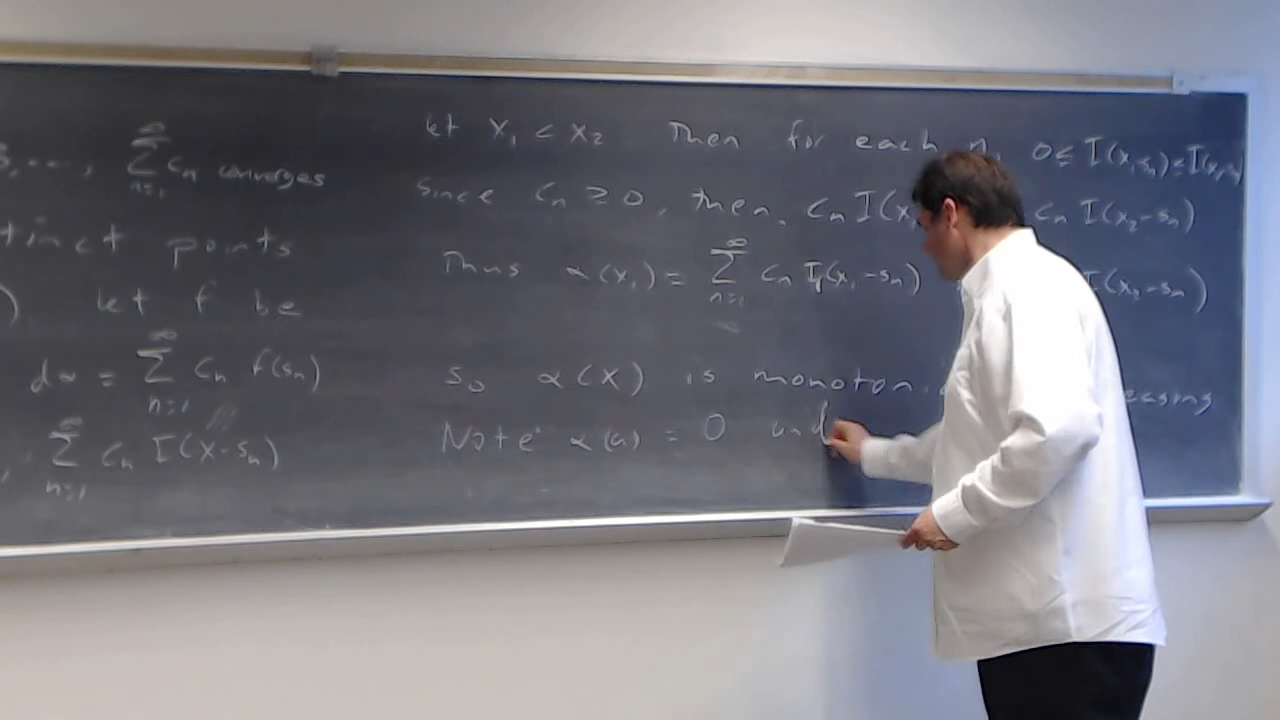 3, ..., ∞ Σ n=1 cₙ converges
tinct points
) let f be
dα = ∞ Σ n=1 cₙ f(sₙ)
, ∞ Σ n=1 cₙ I(x-sₙ)
let x₁ < x₂ Then for each n, 0 ≤ I(x₁-sₙ) ≤ I(x₂-sₙ)
Since cₙ ≥ 0, then, cₙ I(x₁ cₙ I(x₂-sₙ)
Thus α(x₁) = ∞ Σ n=1 cₙ I(x₁-sₙ) I(x₂-sₙ)
So α(x) is monoton easing
Note α(a) = 0 and